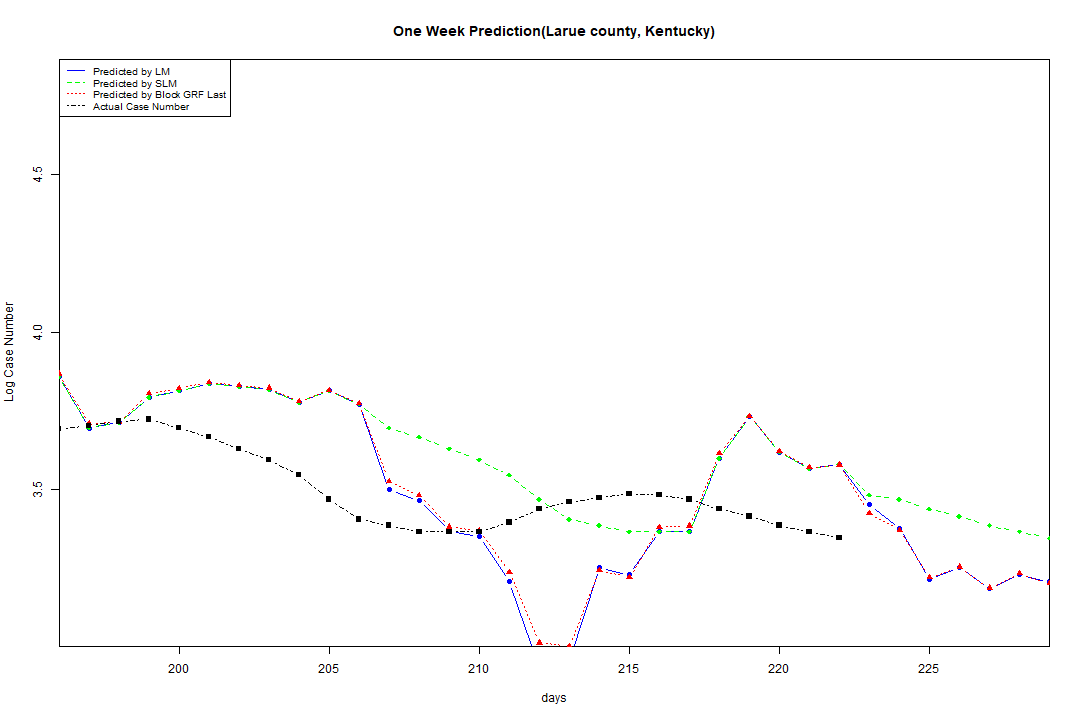 One Week Prediction(Larue county, Kentucky)
Predicted by LM
Predicted by SLM
Predicted by Block GRF Last
Actual Case Number
4.5
4.0
3.5
Log Case Number
200 205 210 215 220 225
days